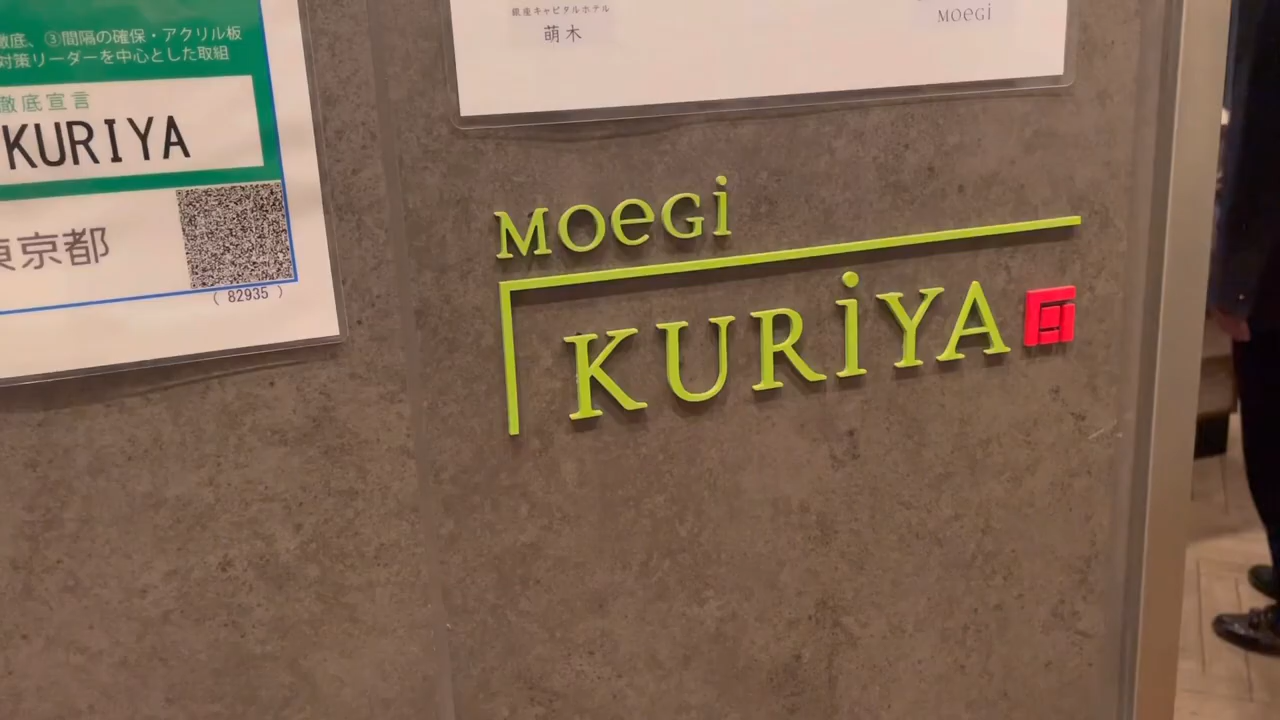 徹底、③間隔の確保・アクリル板
対策リーダーを中心とした取組
徹底宣言
KURIYA
東京都
( 82935 )
銀座キャピタルホテル
萌木
MOeGi
MOeGi
KURiYA